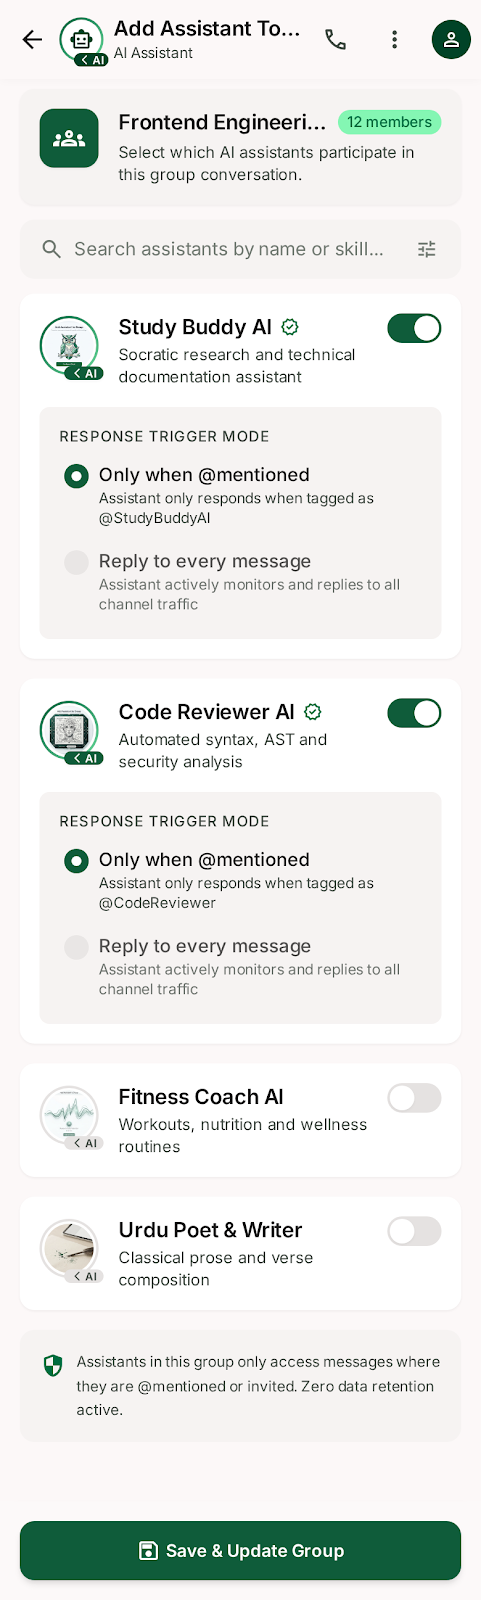 Add Assistant To...
AI Assistant
AI
Frontend Engineeri...
12 members
Select which AI assistants participate in
this group conversation.
Search assistants by name or skill...
Study Buddy AI
Socratic research and technical
documentation assistant
AI
RESPONSE TRIGGER MODE
Only when @mentioned
Assistant only responds when tagged as
@StudyBuddyAI
Reply to every message
Assistant actively monitors and replies to all
channel traffic
Code Reviewer AI
Automated syntax, AST and
security analysis
AI
RESPONSE TRIGGER MODE
Only when @mentioned
Assistant only responds when tagged as
@CodeReviewer
Reply to every message
Assistant actively monitors and replies to all
channel traffic
Fitness Coach AI
Workouts, nutrition and wellness
routines
AI
Urdu Poet & Writer
Classical prose and verse
composition
AI
Assistants in this group only access messages where
they are @mentioned or invited. Zero data retention
active.
Save & Update Group